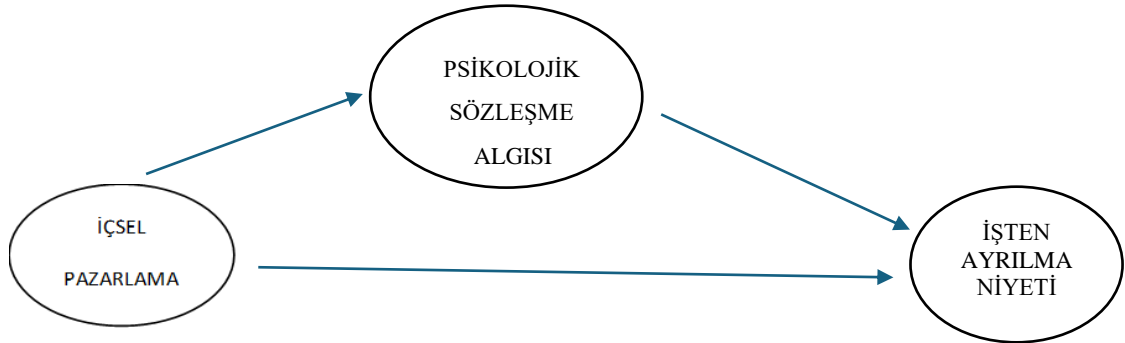 PSİKOLOJİK
SÖZLEŞME
ALGISI
İÇSEL
PAZARLAMA
İŞTEN
AYRILMA
NİYETİ